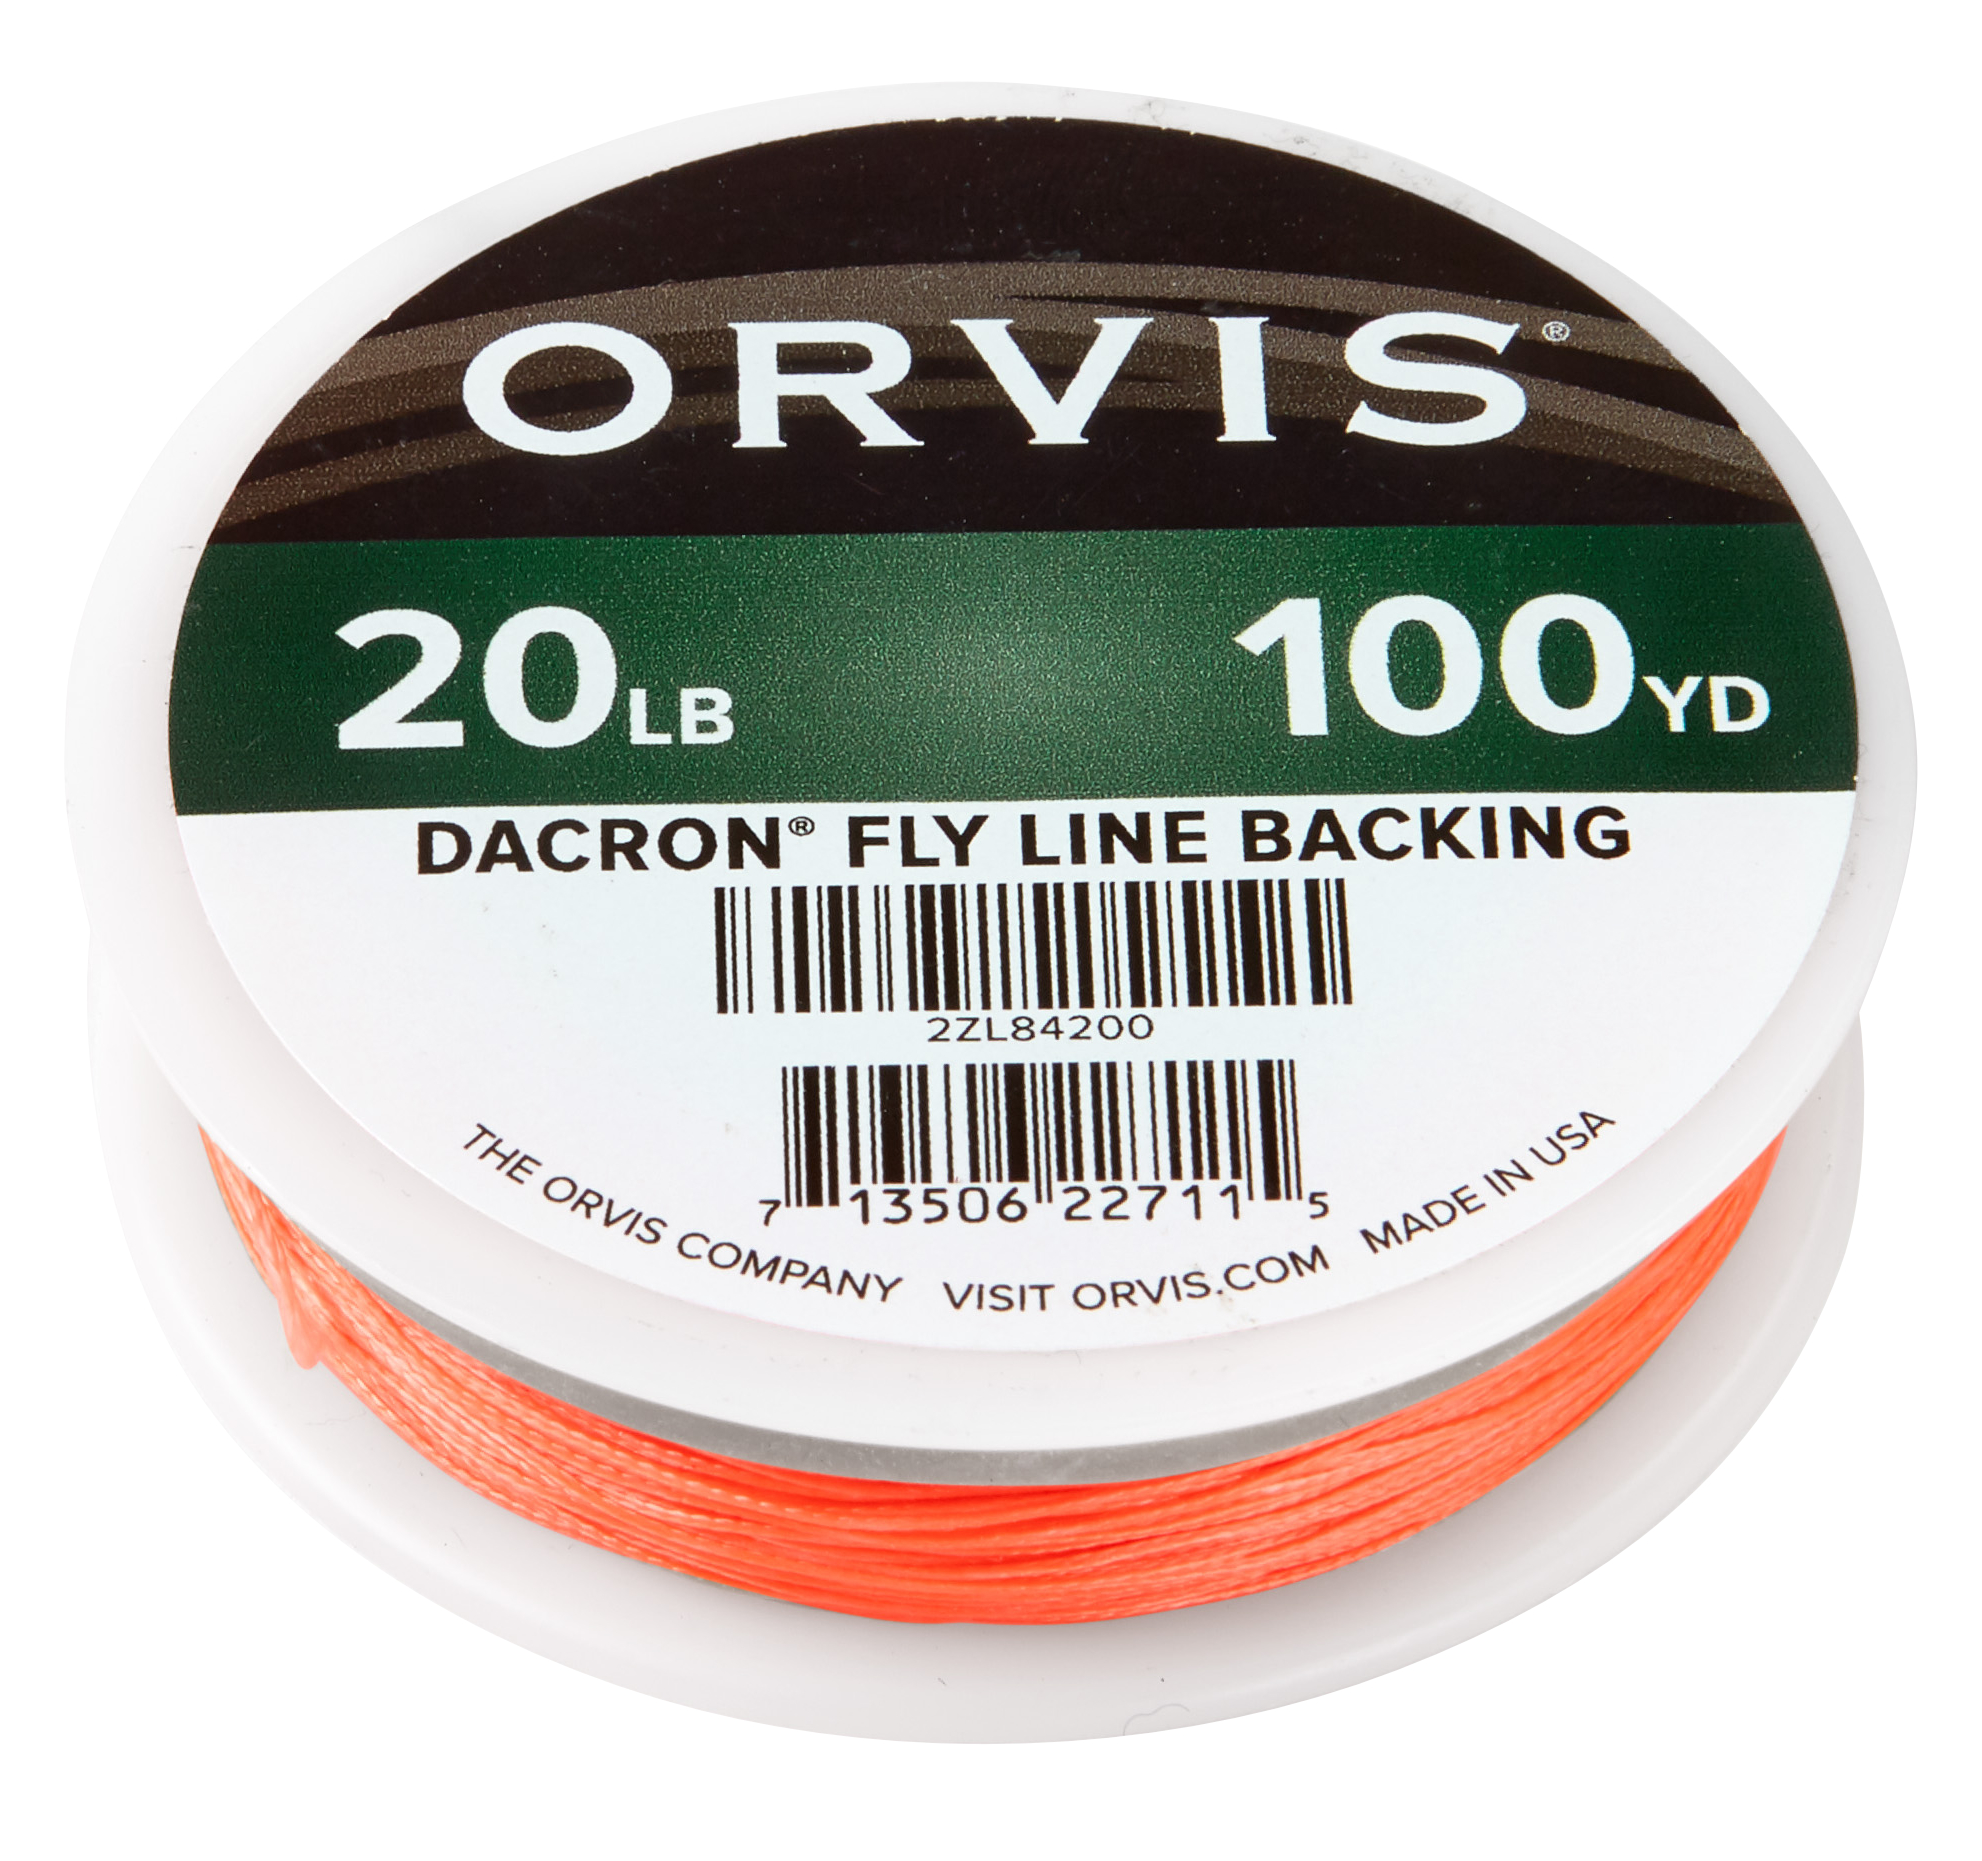 ORVIS®
20LB 100YD
DACRON® FLY LINE BACKING
2ZL84200
7 13506 22711 5
THE ORVIS COMPANY VISIT ORVIS.COM MADE IN USA